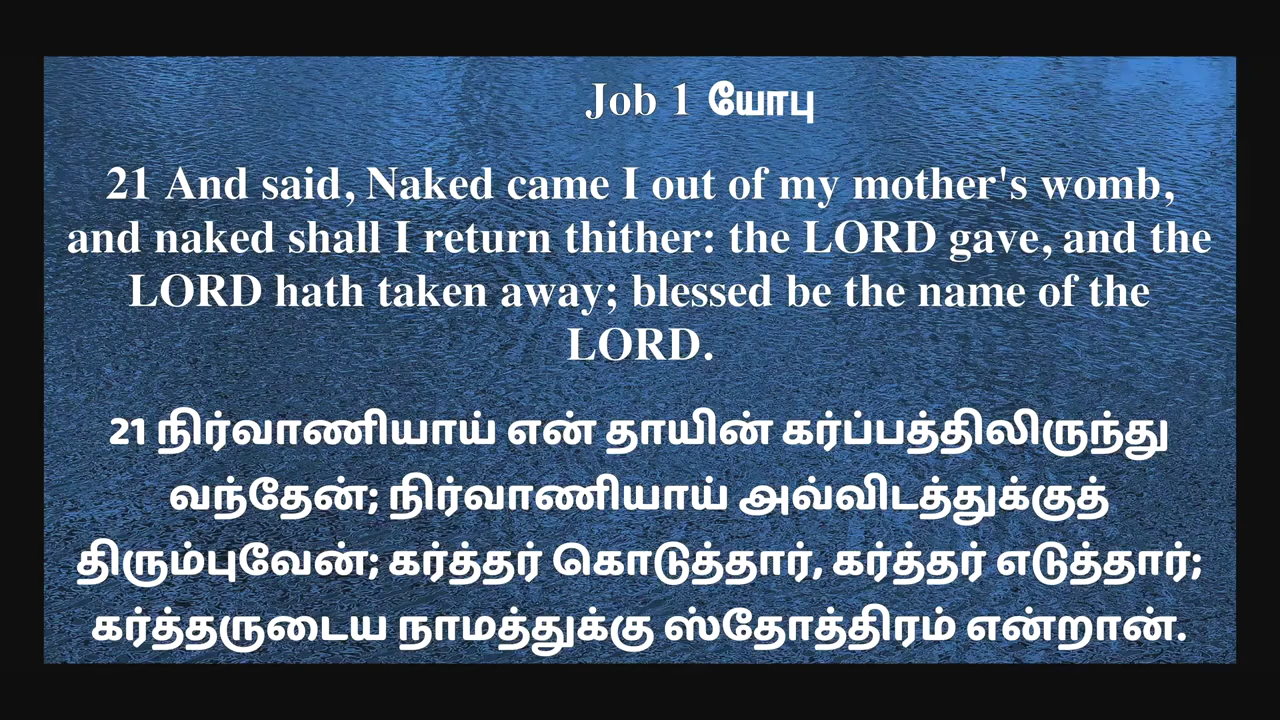 Job 1 யோபு
21 And said, Naked came I out of my mother's womb,
and naked shall I return thither: the LORD gave, and the
LORD hath taken away; blessed be the name of the
LORD.
21 நிர்வாணியாய் என் தாயின் கர்ப்பத்திலிருந்து
வந்தேன்; நிர்வாணியாய் அவ்விடத்துக்குத்
திரும்புவேன்; கர்த்தர் கொடுத்தார், கர்த்தர் எடுத்தார்;
கர்த்தருடைய நாமத்துக்கு ஸ்தோத்திரம் என்றான்.